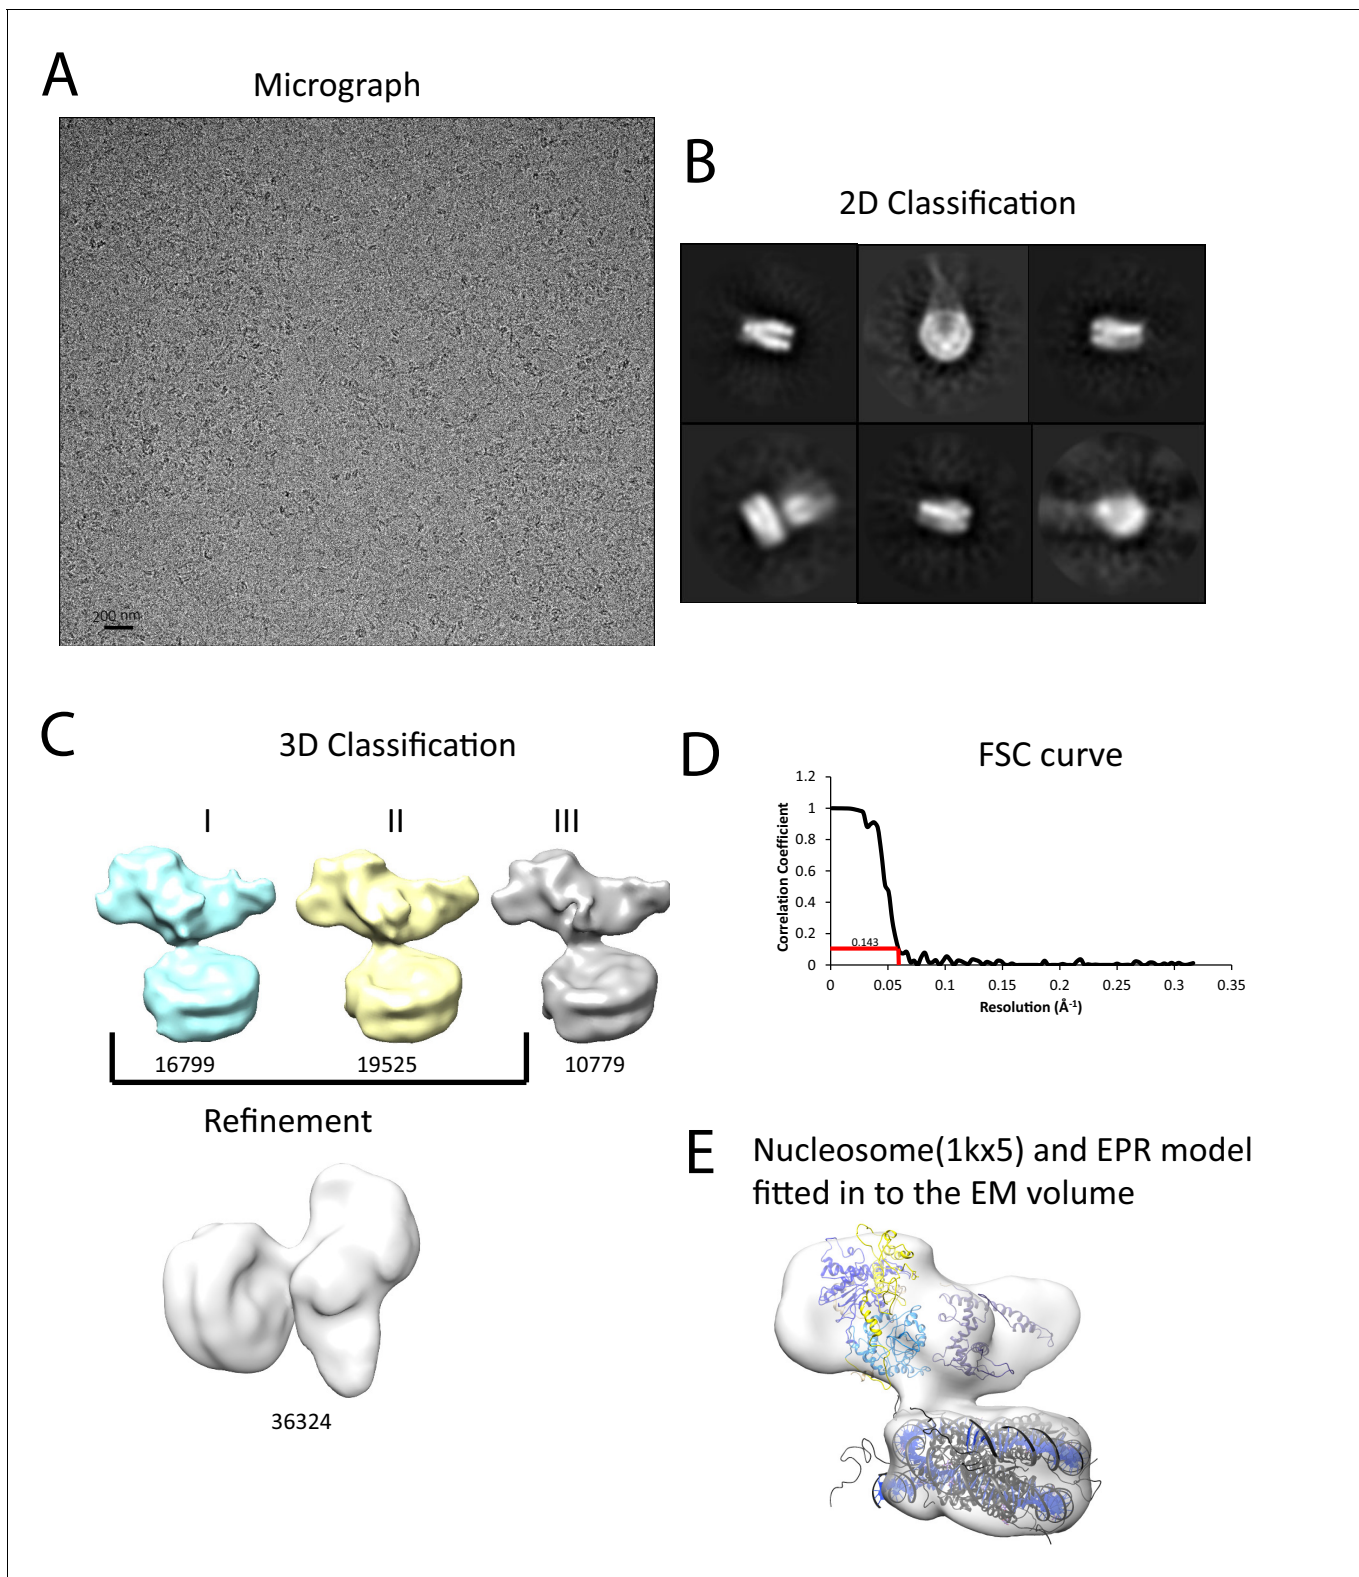 A
Micrograph
200 nm
B
2D Classification
C
3D Classification
I II III
16799 19525 10779
Refinement
36324
D
FSC curve
Correlation Coefficient
1.2
1
0.8
0.6
0.4
0.2
0
0.143
0 0.05 0.1 0.15 0.2 0.25 0.3 0.35
Resolution (Å⁻¹)
E
Nucleosome(1kx5) and EPR model
fitted in to the EM volume